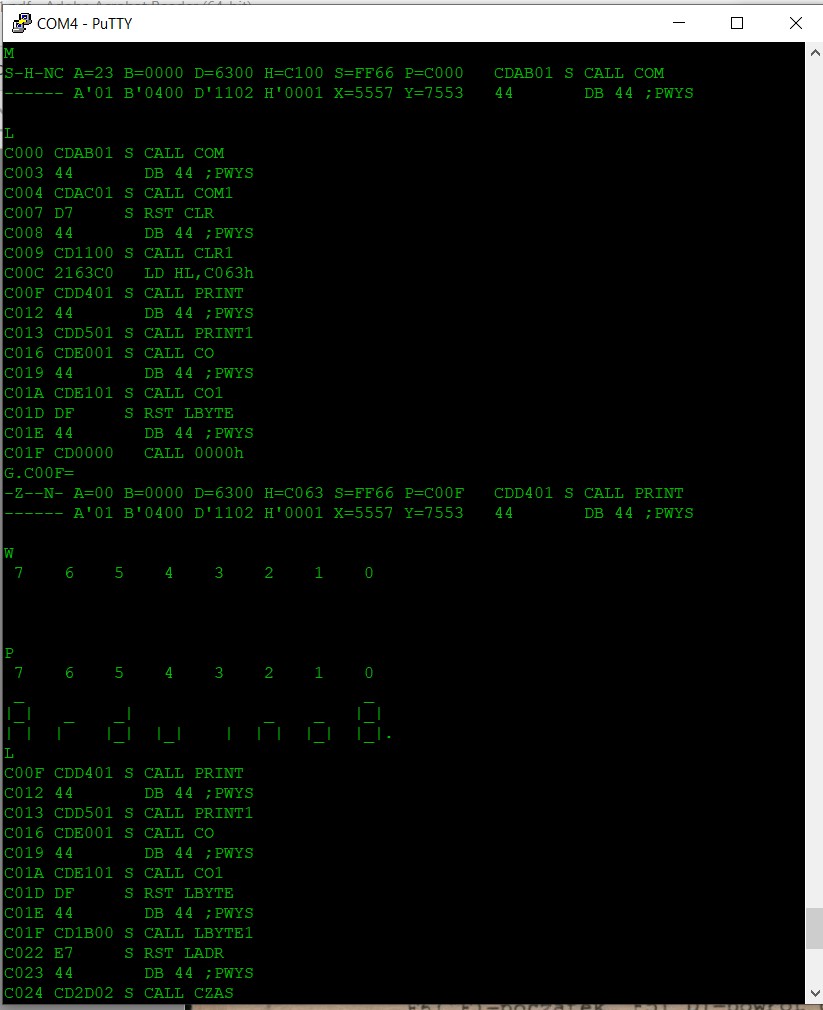 COM4 - PuTTY
M
S-H-NC A=23 B=0000 D=6300 H=C100 S=FF66 P=C000   CDAB01 S CALL COM
------ A'01 B'0400 D'1102 H'0001 X=5557 Y=7553   44       DB 44 ;PWYS
L
C000 CDAB01 S CALL COM
C003 44       DB 44 ;PWYS
C004 CDAC01 S CALL COM1
C007 D7     S RST CLR
C008 44       DB 44 ;PWYS
C009 CD1100 S CALL CLR1
C00C 2163C0   LD HL,C063h
C00F CDD401 S CALL PRINT
C012 44       DB 44 ;PWYS
C013 CDD501 S CALL PRINT1
C016 CDE001 S CALL CO
C019 44       DB 44 ;PWYS
C01A CDE101 S CALL CO1
C01D DF     S RST LBYTE
C01E 44       DB 44 ;PWYS
C01F CD0000   CALL 0000h
G.C00F=
-Z--N- A=00 B=0000 D=6300 H=C063 S=FF66 P=C00F   CDD401 S CALL PRINT
------ A'01 B'0400 D'1102 H'0001 X=5557 Y=7553   44       DB 44 ;PWYS
W
7    6    5    4    3    2    1    0
P
7    6    5    4    3    2    1    0
Arduino8.
L
C00F CDD401 S CALL PRINT
C012 44       DB 44 ;PWYS
C013 CDD501 S CALL PRINT1
C016 CDE001 S CALL CO
C019 44       DB 44 ;PWYS
C01A CDE101 S CALL CO1
C01D DF     S RST LBYTE
C01E 44       DB 44 ;PWYS
C01F CD1B00 S CALL LBYTE1
C022 E7     S RST LADR
C023 44       DB 44 ;PWYS
C024 CD2D02 S CALL CZAS